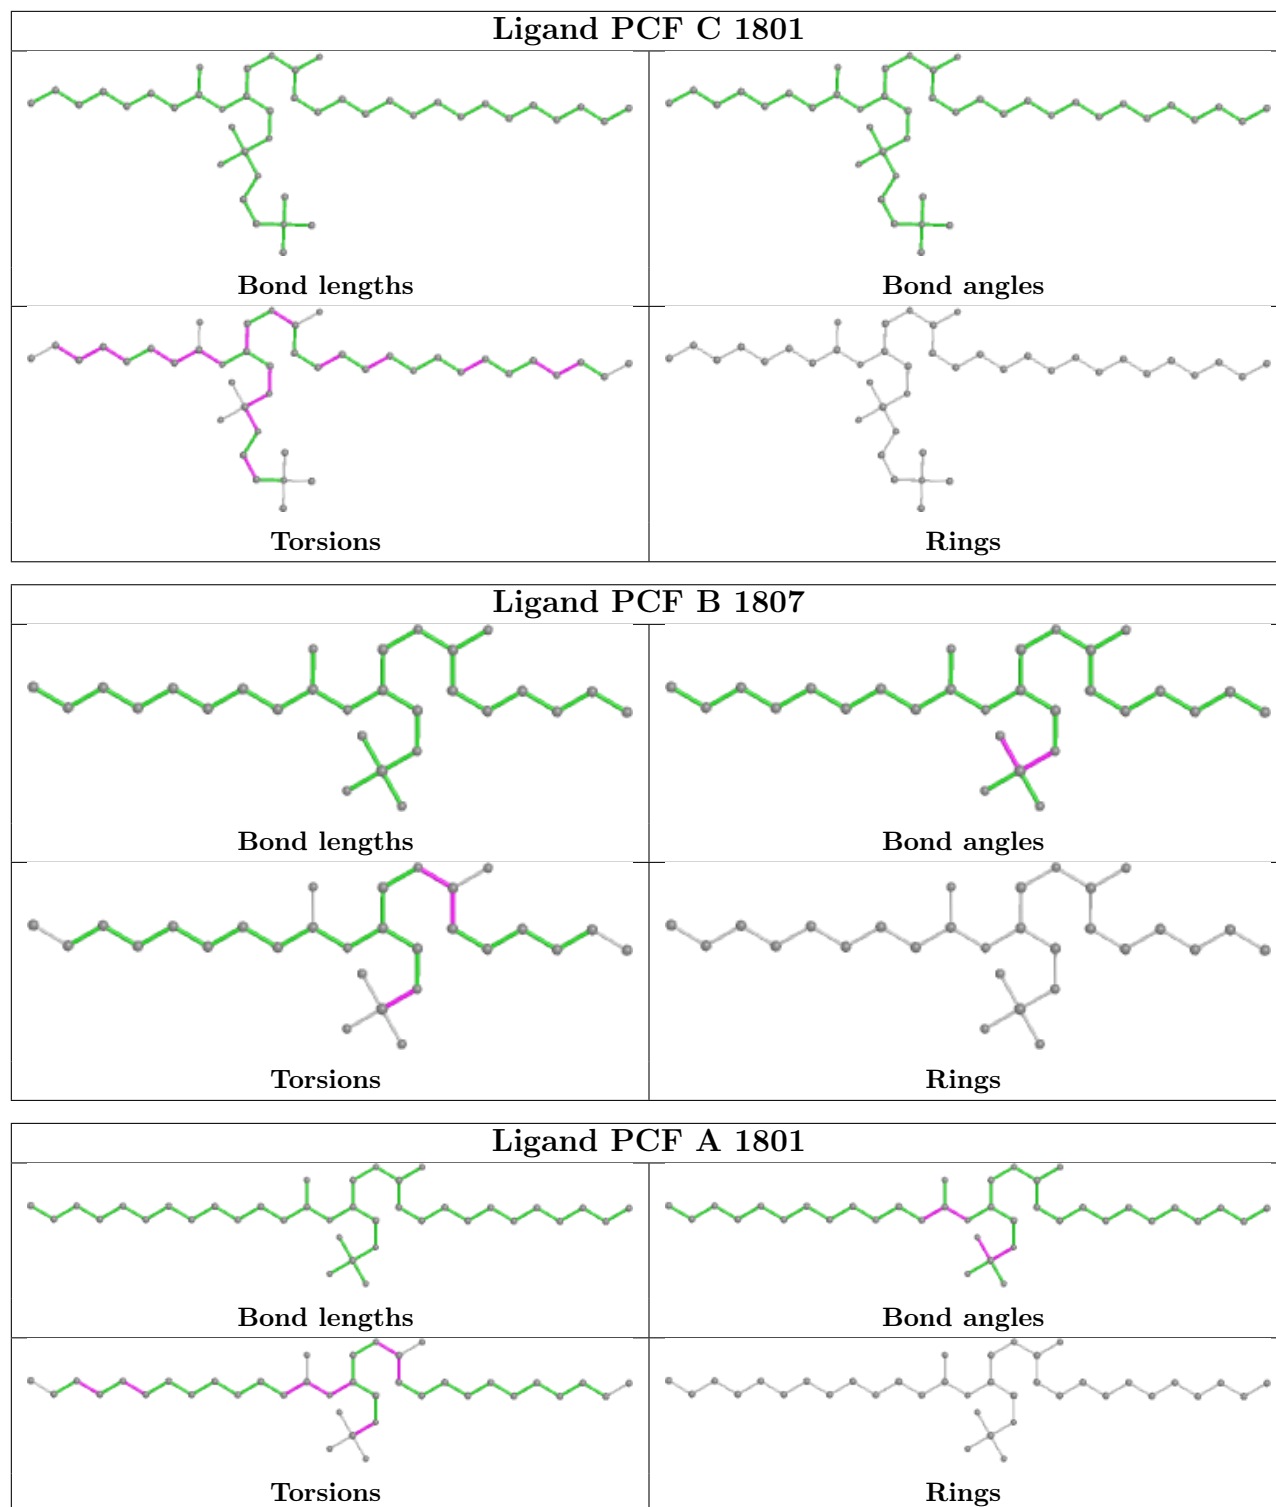 Ligand PCF C 1801
Bond lengths
Bond angles
Torsions
Rings
Ligand PCF B 1807
Bond lengths
Bond angles
Torsions
Rings
Ligand PCF A 1801
Bond lengths
Bond angles
Torsions
Rings